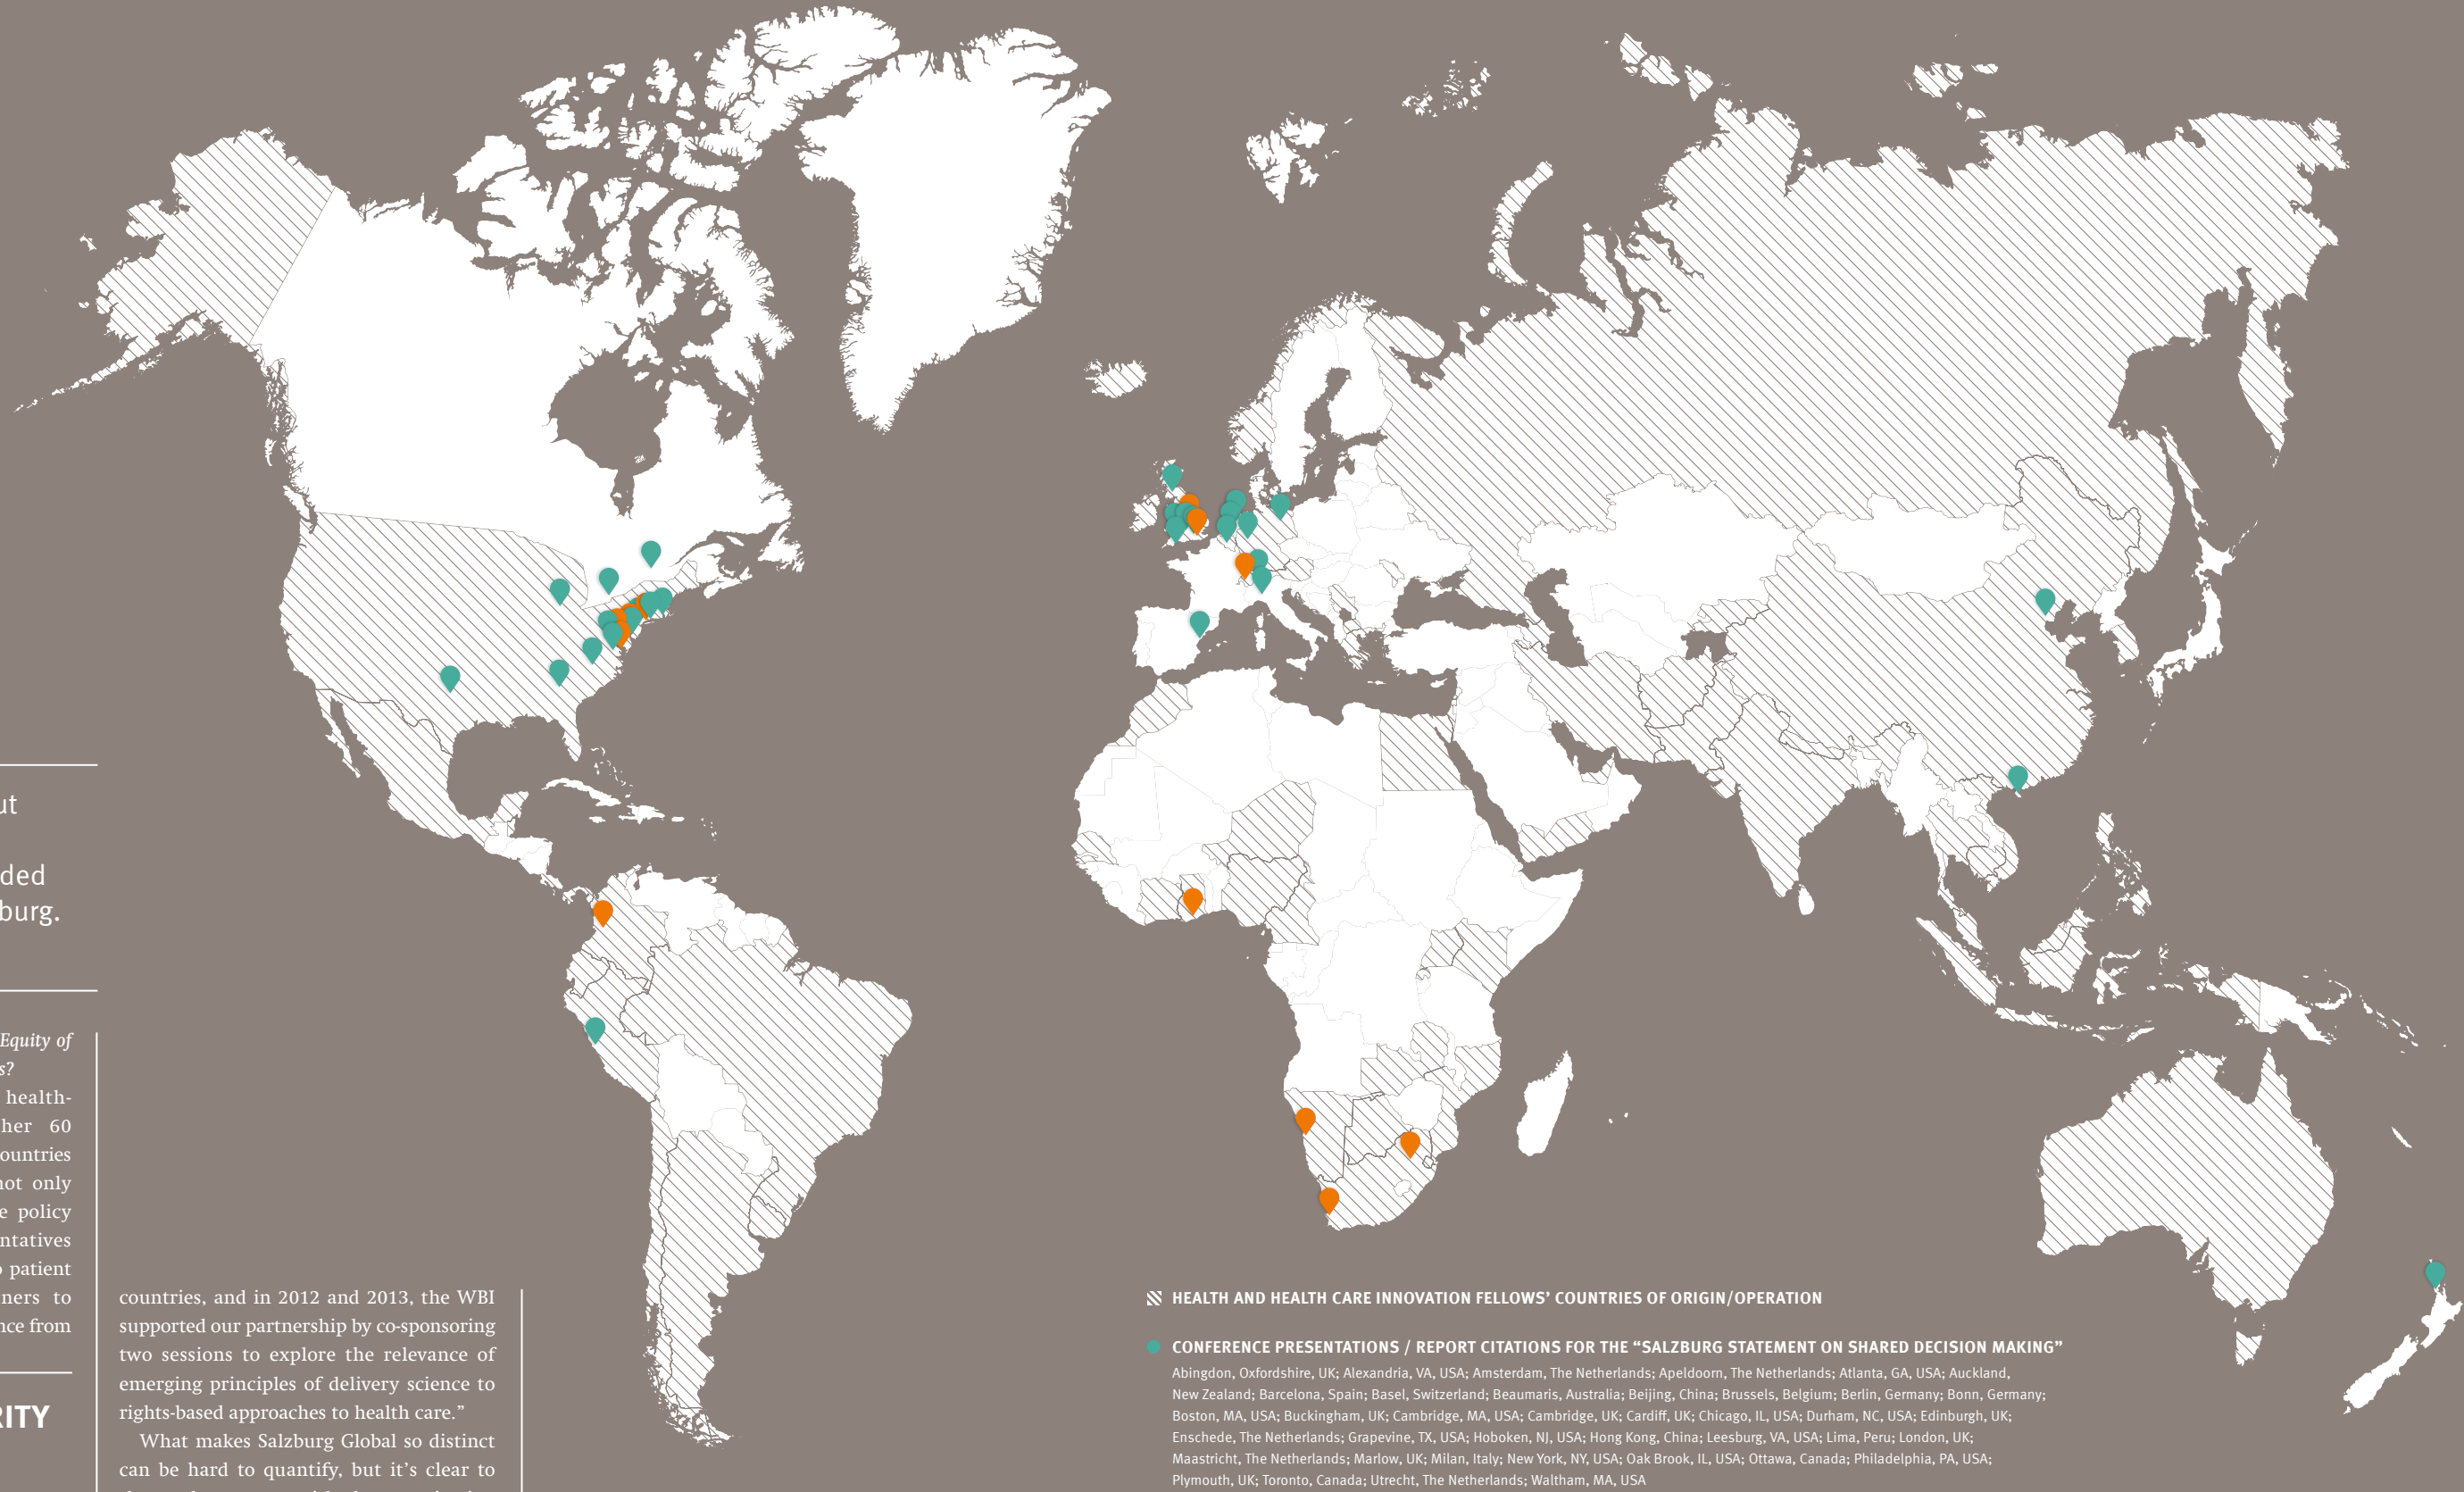 burg.
Equity of
health-
60
not only
policy
patient
to
from
countries, and in 2012 and 2013, the WBI
supported our partnership by co-sponsoring
two sessions to explore the relevance of
emerging principles of delivery science to
rights-based approaches to health care.”
What makes Salzburg Global so distinct
can be hard to quantify, but it’s clear to
HEALTH AND HEALTH CARE INNOVATION FELLOWS’ COUNTRIES OF ORIGIN/OPERATION
CONFERENCE PRESENTATIONS / REPORT CITATIONS FOR THE “SALZBURG STATEMENT ON SHARED DECISION MAKING”
Abingdon, Oxfordshire, UK; Alexandria, VA, USA; Amsterdam, The Netherlands; Apeldoorn, The Netherlands; Atlanta, GA, USA; Auckland,
New Zealand; Barcelona, Spain; Basel, Switzerland; Beaumaris, Australia; Beijing, China; Brussels, Belgium; Berlin, Germany; Bonn, Germany;
Boston, MA, USA; Buckingham, UK; Cambridge, MA, USA; Cambridge, UK; Cardiff, UK; Chicago, IL, USA; Durham, NC, USA; Edinburgh, UK;
Enschede, The Netherlands; Grapevine, TX, USA; Hoboken, NJ, USA; Hong Kong, China; Leesburg, VA, USA; Lima, Peru; London, UK;
Maastricht, The Netherlands; Marlow, UK; Milan, Italy; New York, NY, USA; Oak Brook, IL, USA; Ottawa, Canada; Philadelphia, PA, USA;
Plymouth, UK; Toronto, Canada; Utrecht, The Netherlands; Waltham, MA, USA